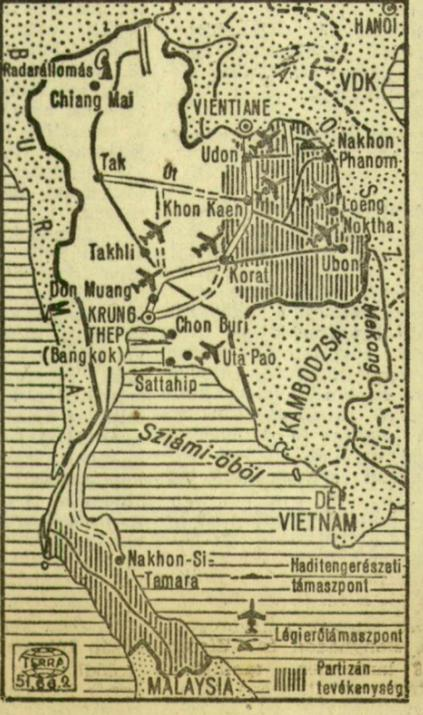 HANOI
VDK
Radarállomás
Chiang Mai
VIENTIANE
BURMA
LAOSZ
Udon
Nakhon
Phanom
Tak
Út
Khon Kaen
Loeng
Noktha
Takhli
Korat
Ubon
Don Muang
KRUNG
THEP
(Bangkok)
Chon Buri
Uta Pao
Sattahip
KAMBODZSA
Mekong
Sziámi-öböl
DÉL-
VIETNAM
Nakhon-Si-
Tamara
Haditengerészeti
támaszpont
Légierőtámaszpont
Partizán
tevékenység
MALAYSIA
TERRA